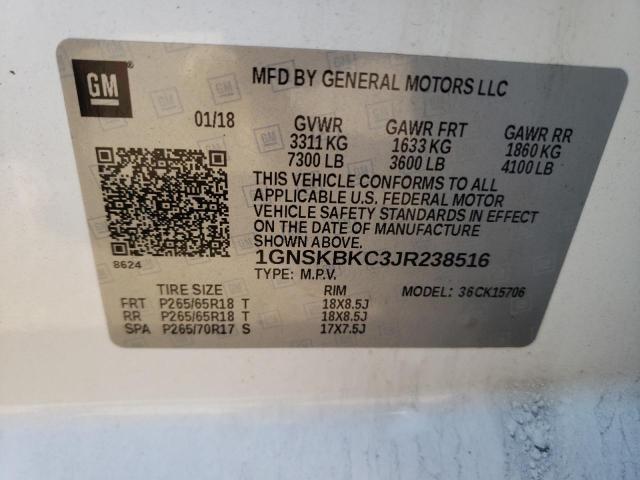 GM
MFD BY GENERAL MOTORS LLC
01/18 GVWR GAWR FRT GAWR RR
3311 KG 1633 KG 1860 KG
7300 LB 3600 LB 4100 LB
THIS VEHICLE CONFORMS TO ALL
APPLICABLE U.S. FEDERAL MOTOR
VEHICLE SAFETY STANDARDS IN EFFECT
ON THE DATE OF MANUFACTURE
SHOWN ABOVE.
8624
1GNSKBKC3JR238516
TYPE: M.P.V.
TIRE SIZE RIM MODEL: 36CK15706
FRT P265/65R18 T 18X8.5J
RR P265/65R18 T 18X8.5J
SPA P265/70R17 S 17X7.5J